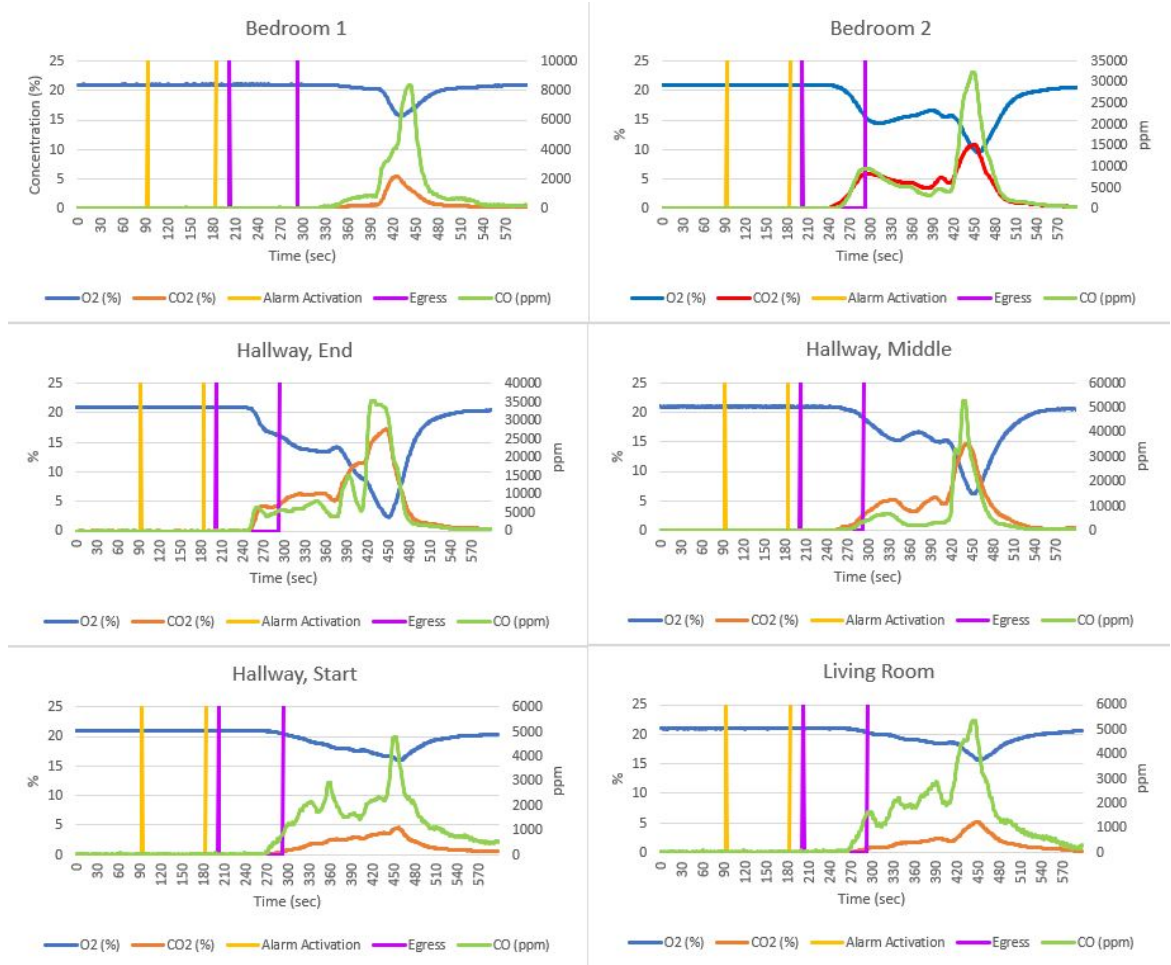 Bedroom 1
25
20
15
10
5
0
Concentration (%)
10000
8000
6000
4000
2000
0
0 30 60 90 120 150 180 210 240 270 300 330 360 390 420 450 480 510 540 570
Time (sec)
O2 (%) CO2 (%) Alarm Activation Egress CO (ppm)
Bedroom 2
25
20
15
10
5
0
%
35000
30000
25000
20000
15000
10000
5000
0
ppm
0 30 60 90 120 150 180 210 240 270 300 330 360 390 420 450 480 510 540 570
Time (sec)
O2 (%) CO2 (%) Alarm Activation Egress CO (ppm)
Hallway, End
25
20
15
10
5
0
%
40000
35000
30000
25000
20000
15000
10000
5000
0
ppm
0 30 60 90 120 150 180 210 240 270 300 330 360 390 420 450 480 510 540 570
Time (sec)
O2 (%) CO2 (%) Alarm Activation Egress CO (ppm)
Hallway, Middle
25
20
15
10
5
0
%
60000
50000
40000
30000
20000
10000
0
ppm
0 30 60 90 120 150 180 210 240 270 300 330 360 390 420 450 480 510 540 570
Time (sec)
O2 (%) CO2 (%) Alarm Activation Egress CO (ppm)
Hallway, Start
25
20
15
10
5
0
%
6000
5000
4000
3000
2000
1000
0
ppm
0 30 60 90 120 150 180 210 240 270 300 330 360 390 420 450 480 510 540 570
Time (sec)
O2 (%) CO2 (%) Alarm Activation Egress CO (ppm)
Living Room
25
20
15
10
5
0
%
6000
5000
4000
3000
2000
1000
0
ppm
0 30 60 90 120 150 180 210 240 270 300 330 360 390 420 450 480 510 540 570
Time (sec)
O2 (%) CO2 (%) Alarm Activation Egress CO (ppm)